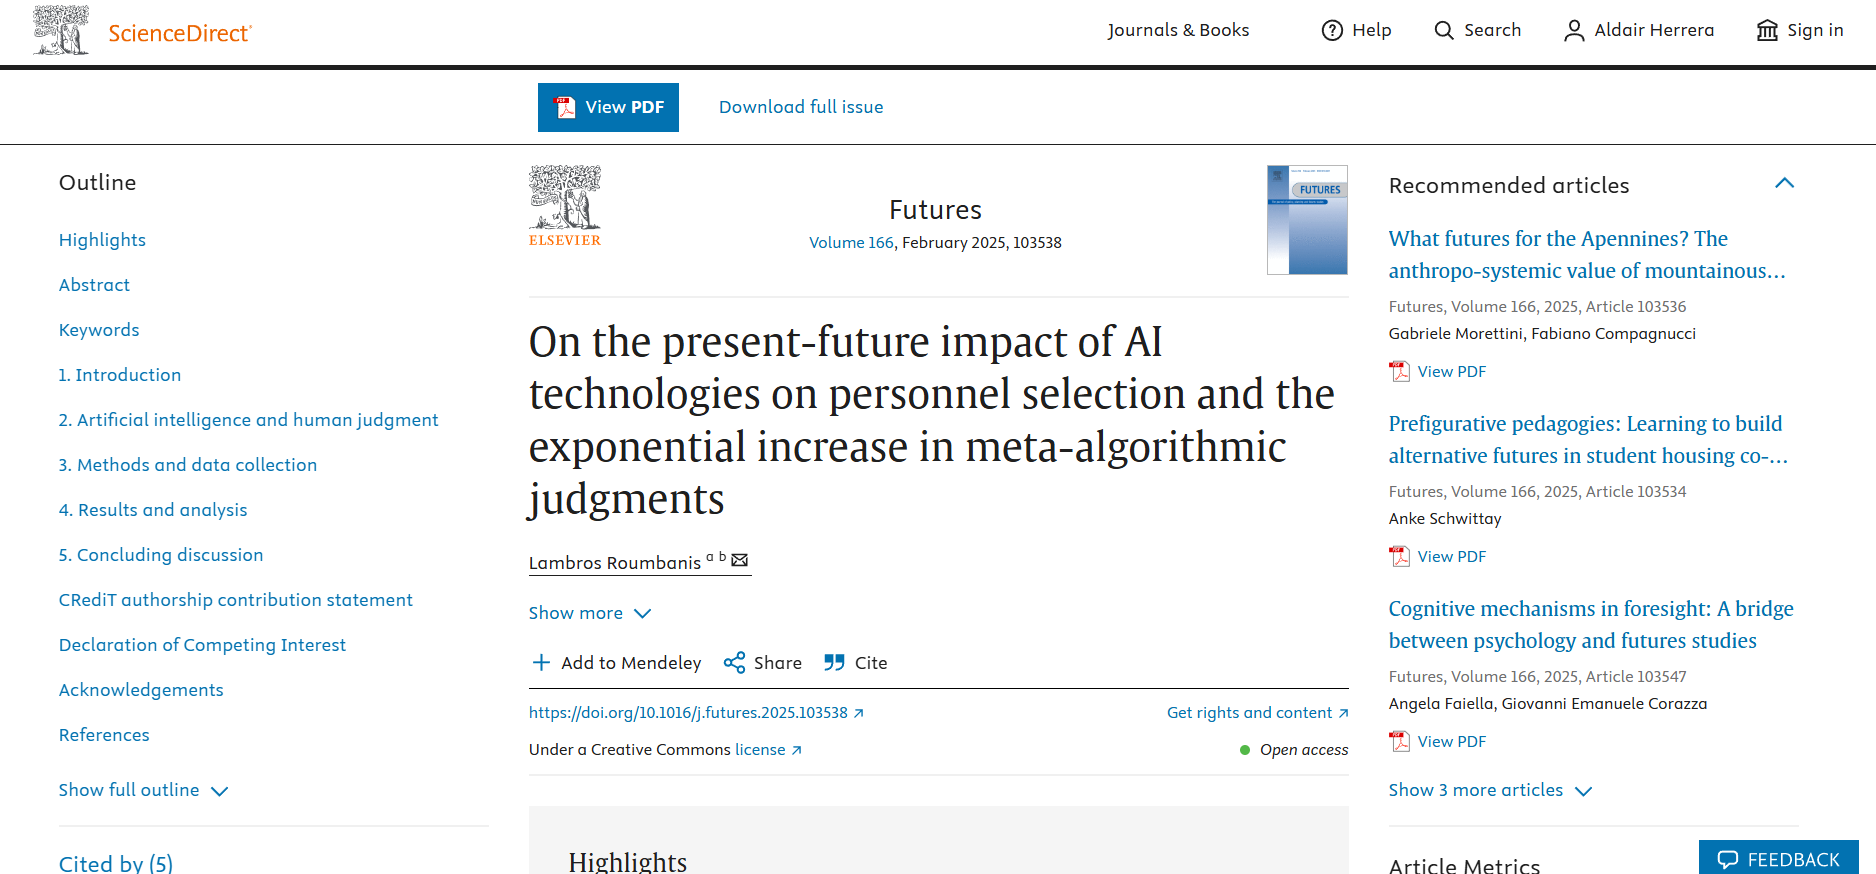 ScienceDirect
Journals & Books
Help
Search
Aldair Herrera
Sign in
View PDF
Download full issue
Outline
Highlights
Abstract
Keywords
1. Introduction
2. Artificial intelligence and human judgment
3. Methods and data collection
4. Results and analysis
5. Concluding discussion
CRediT authorship contribution statement
Declaration of Competing Interest
Acknowledgements
References
Show full outline
Cited by (5)
ELSEVIER
Futures
Volume 166, February 2025, 103538
FUTURES
On the present-future impact of AI
technologies on personnel selection and the
exponential increase in meta-algorithmic
judgments
Lambros Roumbanis a b
Show more
Add to Mendeley
Share
Cite
https://doi.org/10.1016/j.futures.2025.103538
Get rights and content
Under a Creative Commons license
Open access
Highlights
Recommended articles
What futures for the Apennines? The
anthropo-systemic value of mountainous…
Futures, Volume 166, 2025, Article 103536
Gabriele Morettini, Fabiano Compagnucci
View PDF
Prefigurative pedagogies: Learning to build
alternative futures in student housing co-…
Futures, Volume 166, 2025, Article 103534
Anke Schwittay
View PDF
Cognitive mechanisms in foresight: A bridge
between psychology and futures studies
Futures, Volume 166, 2025, Article 103547
Angela Faiella, Giovanni Emanuele Corazza
View PDF
Show 3 more articles
Article Metrics
FEEDBACK